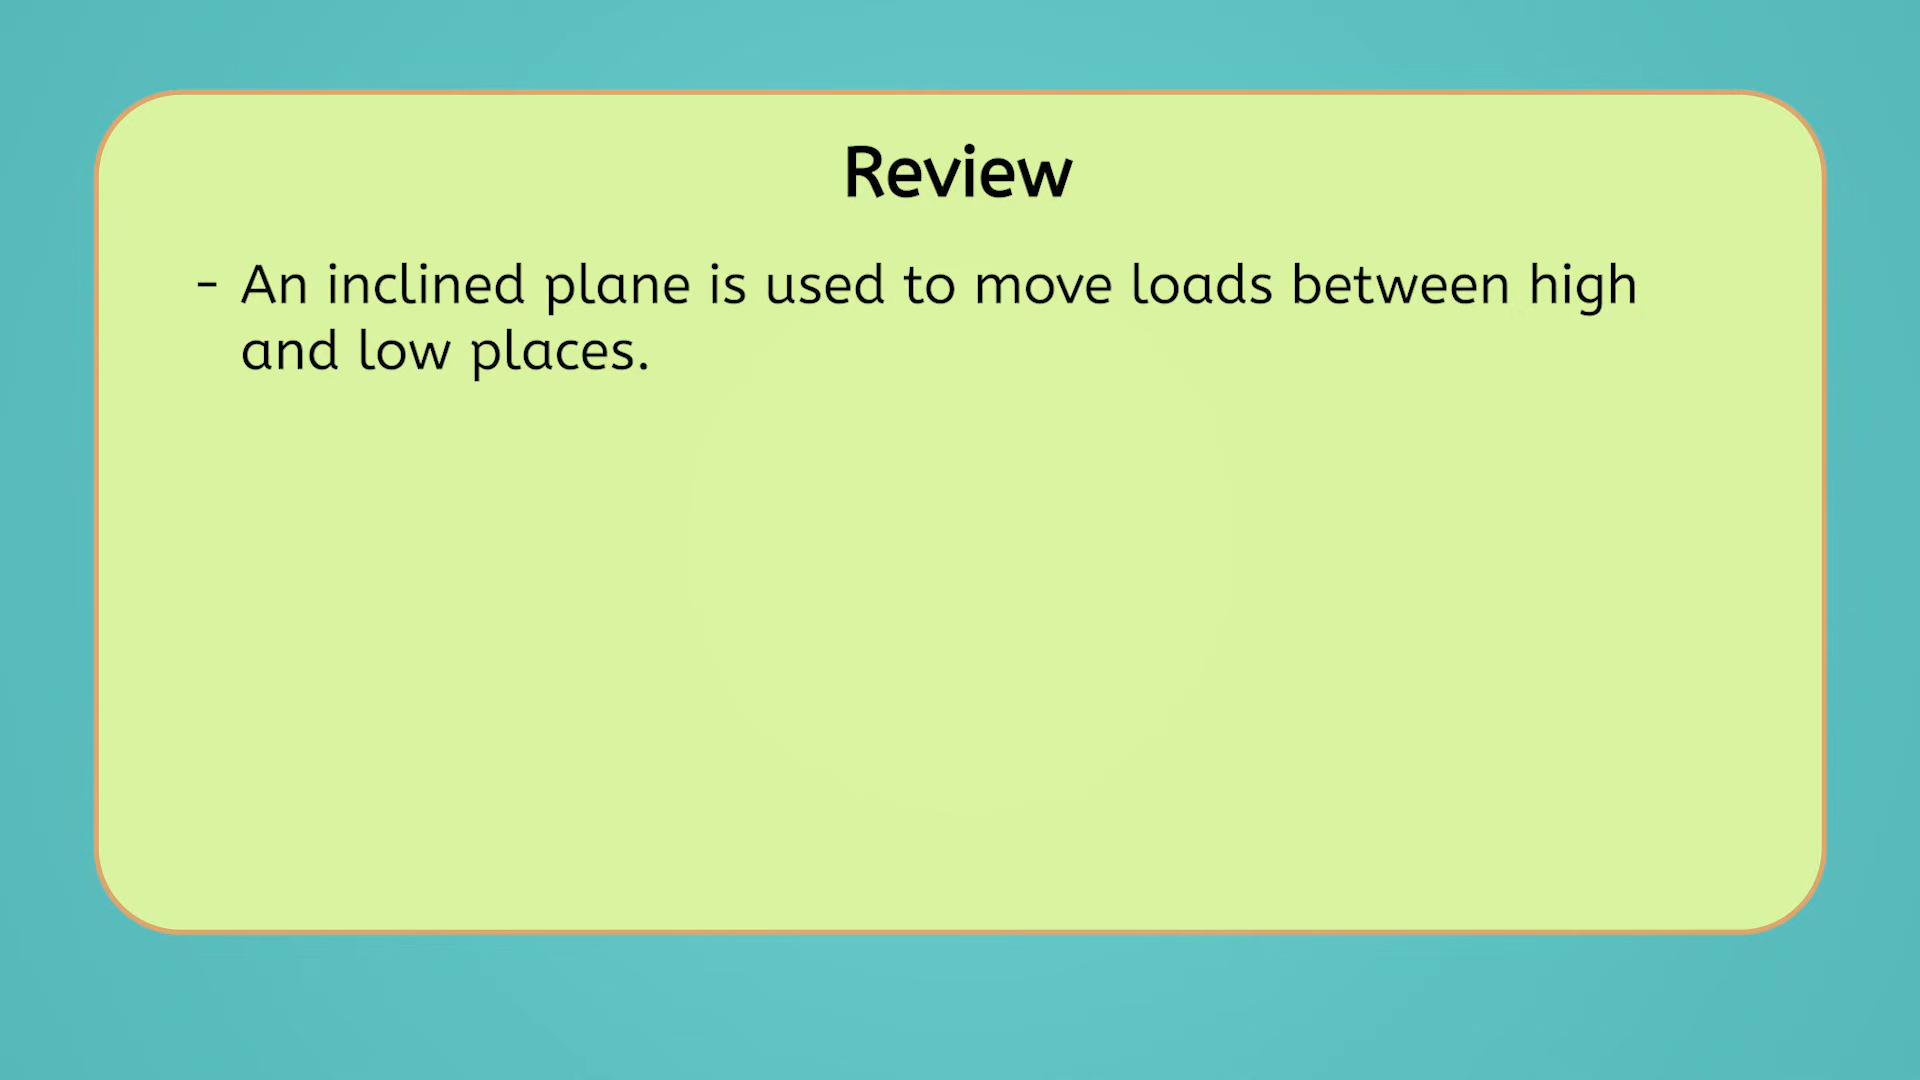 Review
- An inclined plane is used to move loads between high
and low places.